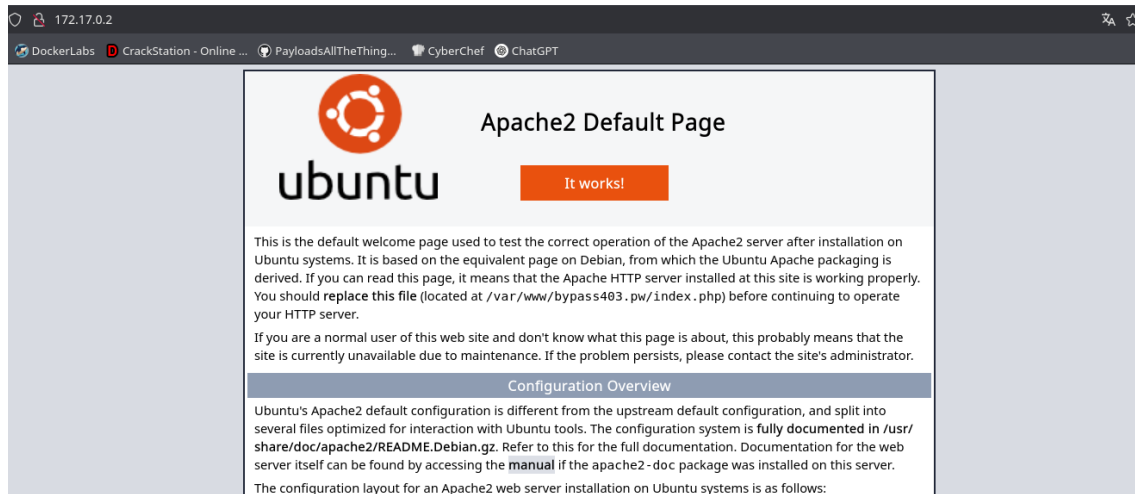 172.17.0.2
DockerLabs CrackStation - Online ... PayloadsAllTheThing... CyberChef ChatGPT
ubuntu
Apache2 Default Page
It works!
This is the default welcome page used to test the correct operation of the Apache2 server after installation on
Ubuntu systems. It is based on the equivalent page on Debian, from which the Ubuntu Apache packaging is
derived. If you can read this page, it means that the Apache HTTP server installed at this site is working properly.
You should replace this file (located at /var/www/bypass403.pw/index.php) before continuing to operate
your HTTP server.
If you are a normal user of this web site and don't know what this page is about, this probably means that the
site is currently unavailable due to maintenance. If the problem persists, please contact the site's administrator.
Configuration Overview
Ubuntu's Apache2 default configuration is different from the upstream default configuration, and split into
several files optimized for interaction with Ubuntu tools. The configuration system is fully documented in /usr/
share/doc/apache2/README.Debian.gz. Refer to this for the full documentation. Documentation for the web
server itself can be found by accessing the manual if the apache2-doc package was installed on this server.
The configuration layout for an Apache2 web server installation on Ubuntu systems is as follows: